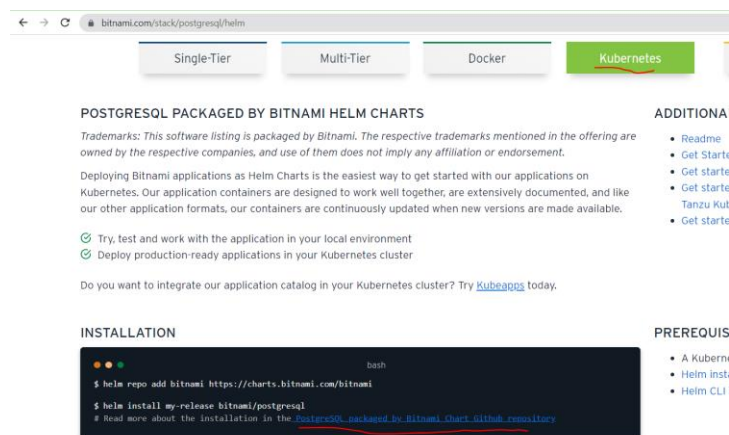 bitnami.com/stack/postgresql/helm
Single-Tier
Multi-Tier
Docker
Kubernetes
POSTGRESQL PACKAGED BY BITNAMI HELM CHARTS
Trademarks: This software listing is packaged by Bitnami. The respective trademarks mentioned in the offering are
owned by the respective companies, and use of them does not imply any affiliation or endorsement.
Deploying Bitnami applications as Helm Charts is the easiest way to get started with our applications on
Kubernetes. Our application containers are designed to work well together, are extensively documented, and like
our other application formats, our containers are continuously updated when new versions are made available.
Try, test and work with the application in your local environment
Deploy production-ready applications in your Kubernetes cluster
Do you want to integrate our application catalog in your Kubernetes cluster? Try Kubeapps today.
INSTALLATION
bash
$ helm repo add bitnami https://charts.bitnami.com/bitnami
$ helm install my-release bitnami/postgresql
# Read more about the installation in the PostgreSQL packaged by Bitnami Chart Github repository
ADDITIONA
Readme
Get Starte
Get starte
Get starte
Tanzu Kub
Get starte
PREREQUIS
A Kuberne
Helm insta
Helm CLI